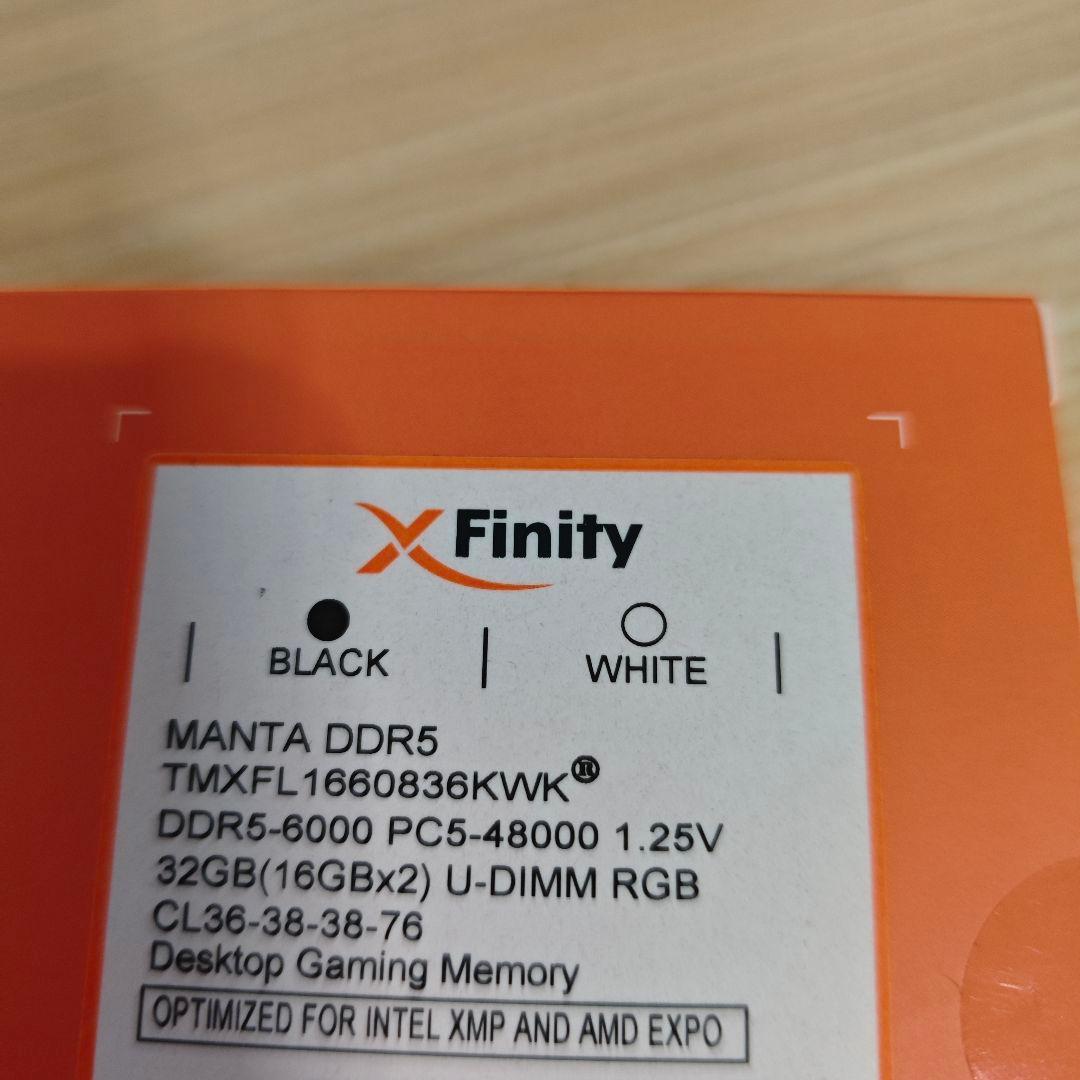 XFinity
BLACK WHITE
MANTA DDR5
TMXFL1660836KWK®
DDR5-6000 PC5-48000 1.25V
32GB(16GBx2) U-DIMM RGB
CL36-38-38-76
Desktop Gaming Memory
OPTIMIZED FOR INTEL XMP AND AMD EXPO